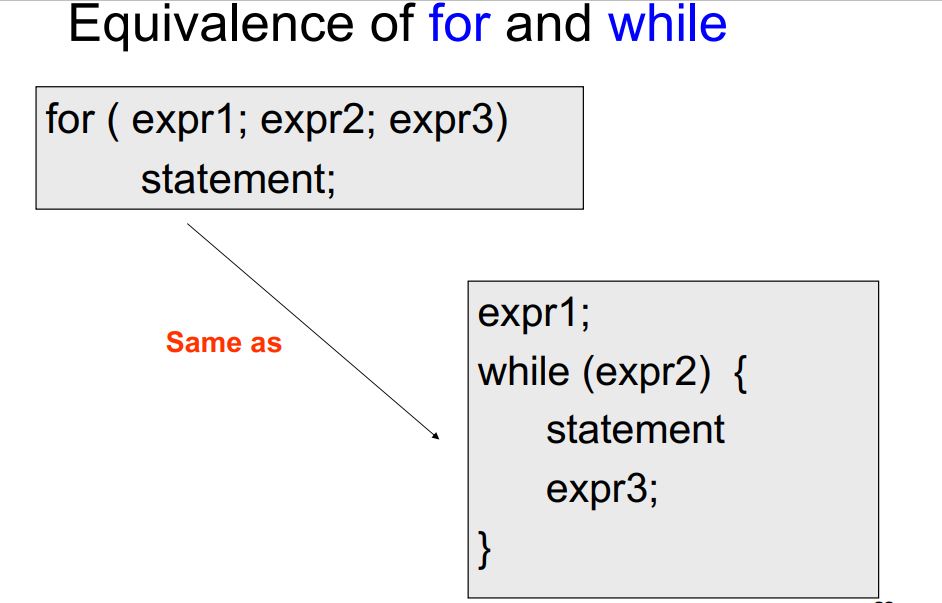 Equivalence of for and while
for ( expr1; expr2; expr3)
statement;
Same as
expr1;
while (expr2) {
statement
expr3;
}